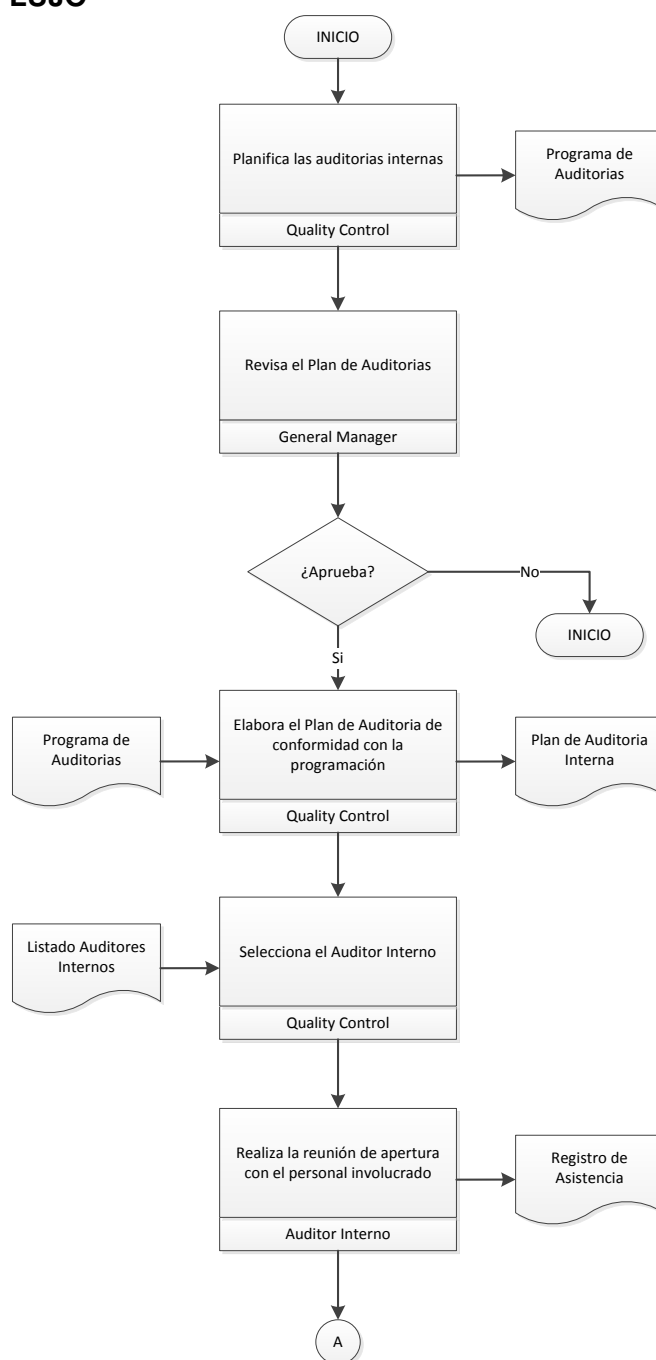 INICIO
Planifica las auditorias internas
Quality Control
Programa de
Auditorias
Revisa el Plan de Auditorias
General Manager
¿Aprueba?
No
INICIO
Si
Programa de
Auditorias
Elabora el Plan de Auditoria de
conformidad con la
programación
Quality Control
Plan de Auditoria
Interna
Listado Auditores
Internos
Selecciona el Auditor Interno
Quality Control
Realiza la reunión de apertura
con el personal involucrado
Auditor Interno
Registro de
Asistencia
A